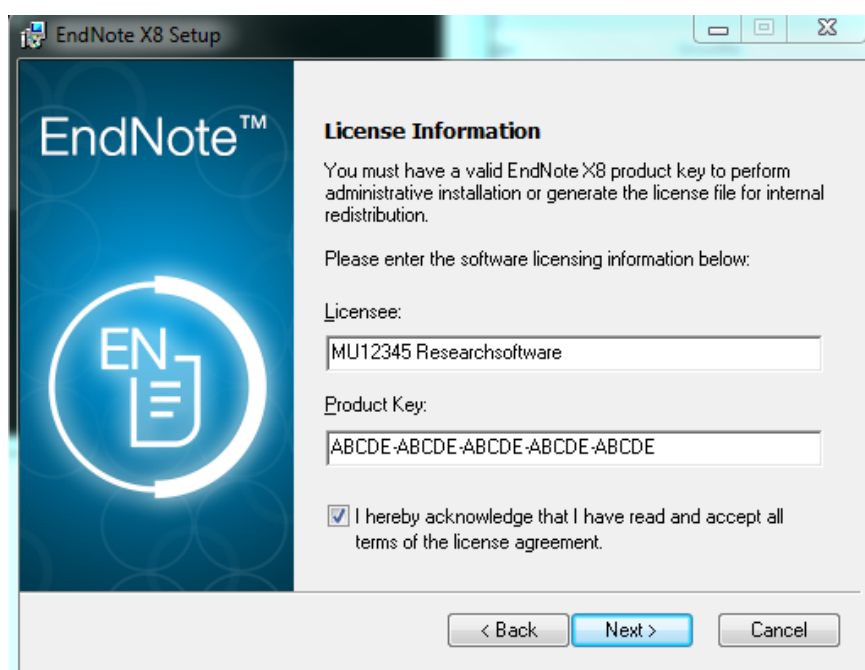 EndNote X8 Setup
EndNote™
License Information
You must have a valid EndNote X8 product key to perform
administrative installation or generate the license file for internal
redistribution.
Please enter the software licensing information below:
Licensee:
MU12345 Researchsoftware
EN
Product Key:
ABCDE-ABCDE-ABCDE-ABCDE-ABCDE
I hereby acknowledge that I have read and accept all
terms of the license agreement.
< Back
Next >
Cancel